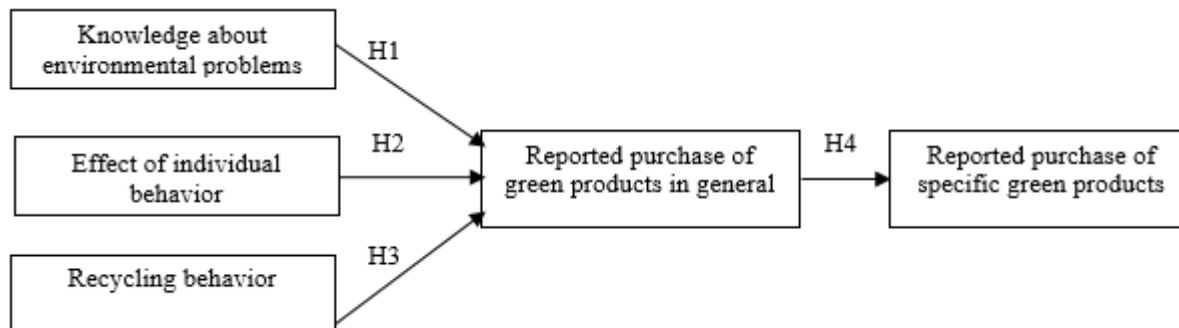 Knowledge about
environmental problems
H1
Effect of individual
behavior
H2
Recycling behavior
H3
Reported purchase of
green products in general
H4
Reported purchase of
specific green products